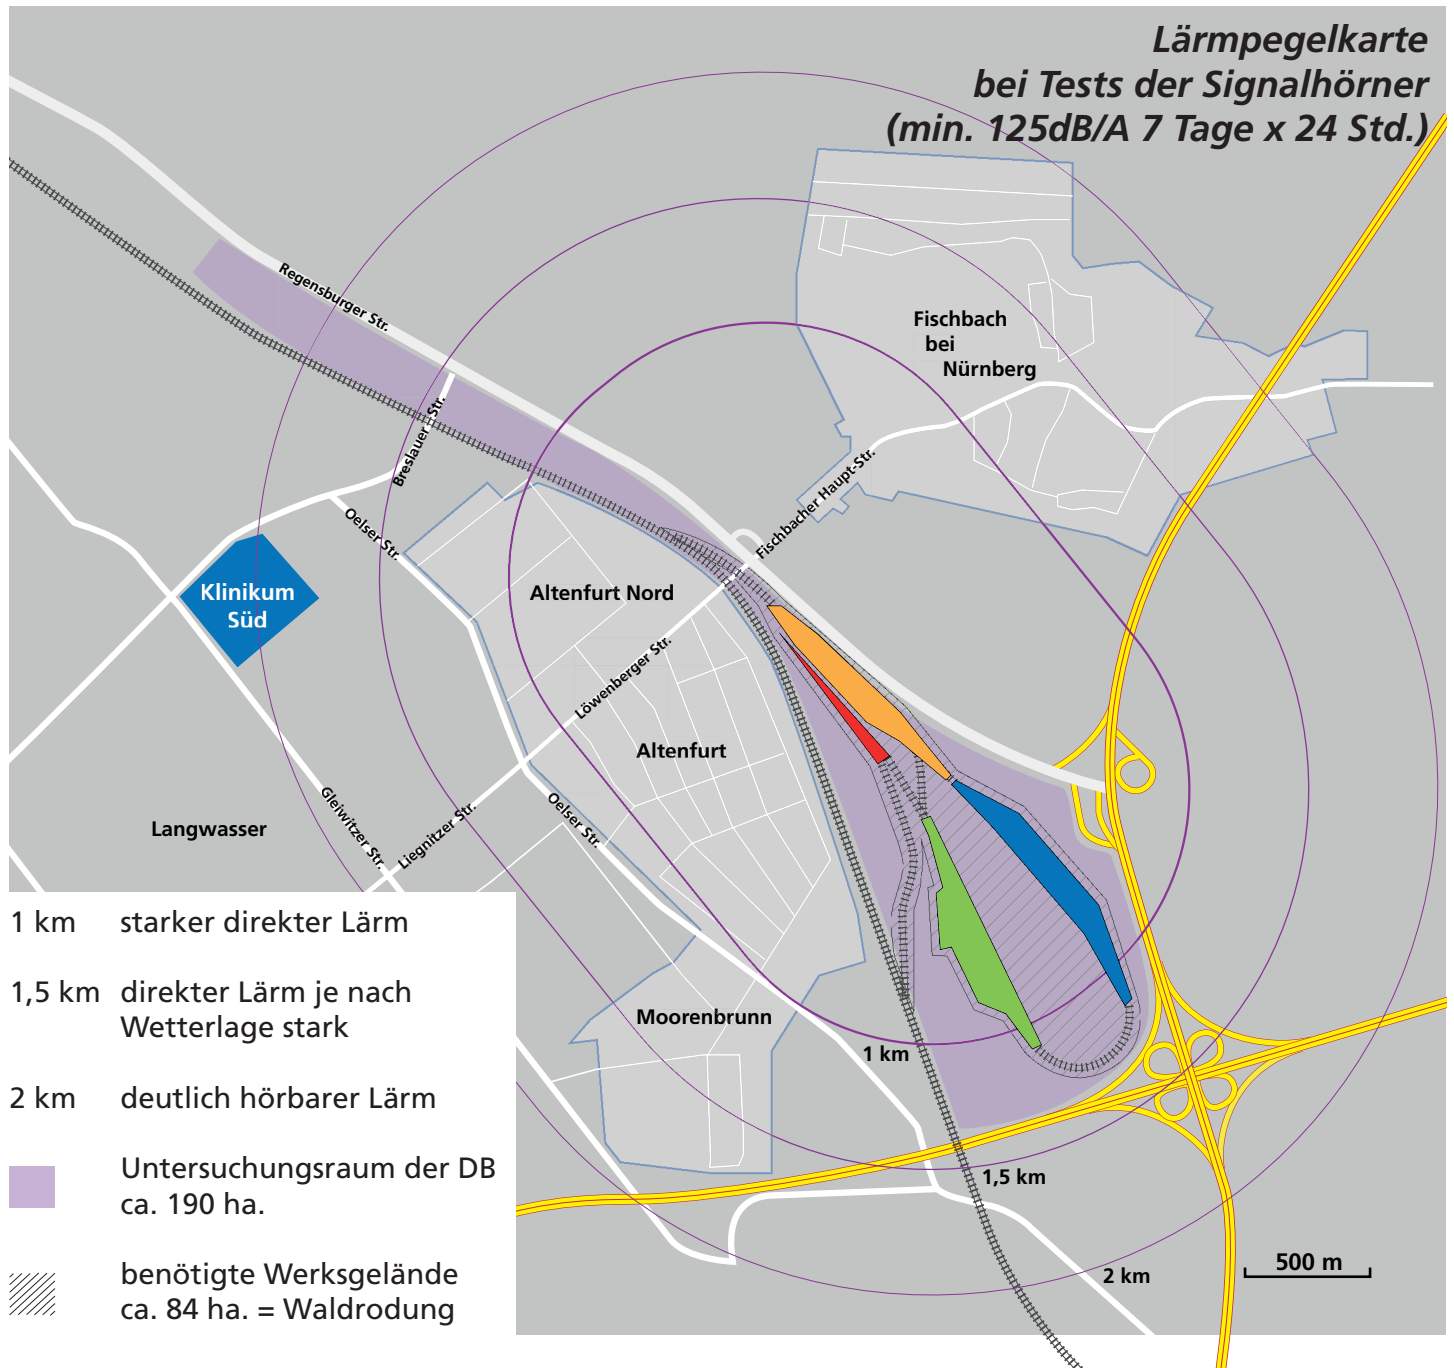 Lärmpegelkarte
bei Tests der Signalhörner
(min. 125dB/A 7 Tage x 24 Std.)
Regensburger Str.
Fischbach
bei
Nürnberg
Breslauer Str.
Fischbacher Haupt-Str.
Oelser Str.
Klinikum
Süd
Altenfurt Nord
Löwenberger Str.
Altenfurt
Gleiwitzer Str.
Liegnitzer Str.
Oelser Str.
Langwasser
Moorenbrunn
1 km
1,5 km
2 km
500 m
1 km starker direkter Lärm
1,5 km direkter Lärm je nach
Wetterlage stark
2 km deutlich hörbarer Lärm
Untersuchungsraum der DB
ca. 190 ha.
benötigte Werksgelände
ca. 84 ha. = Waldrodung